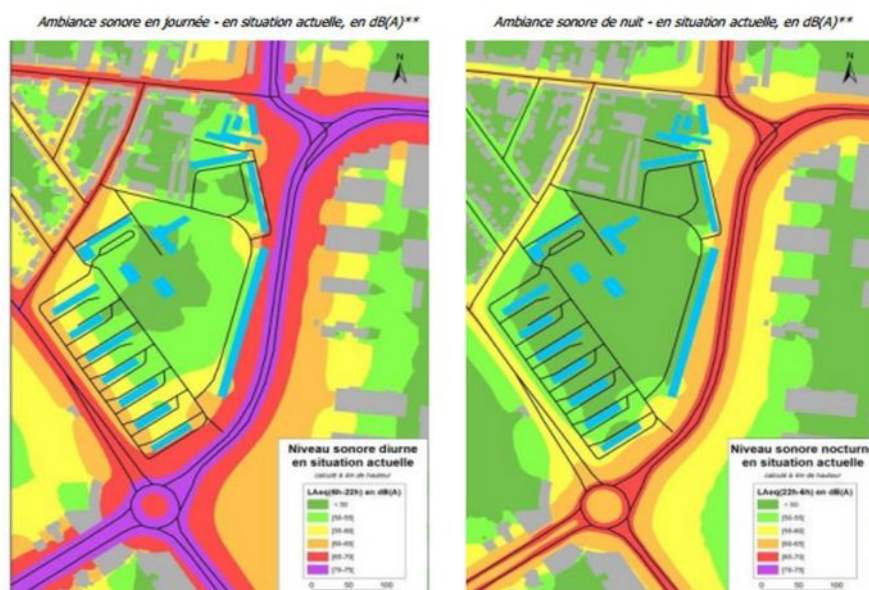 Ambiance sonore en journée - en situation actuelle, en dB(A)**
Ambiance sonore de nuit - en situation actuelle, en dB(A)**
N
N
Niveau sonore diurne
en situation actuelle
calculé à 4m de hauteur
LAeq(6h-22h) en dB(A)
< 50
[50-55[
[55-60[
[60-65[
[65-70[
[70-75[
0 50 100
Niveau sonore nocturne
en situation actuelle
calculé à 4m de hauteur
LAeq(22h-6h) en dB(A)
< 50
[50-55[
[55-60[
[60-65[
[65-70[
[70-75[
0 50 100